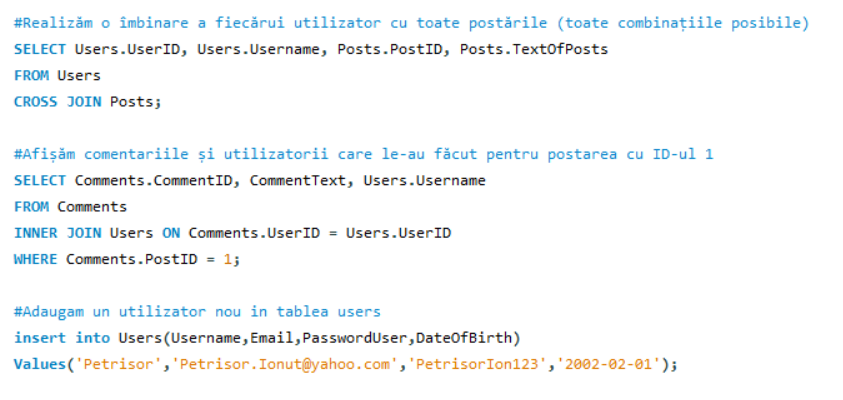 #Realizăm o îmbinare a fiecărui utilizator cu toate postările (toate combinațiile posibile)
SELECT Users.UserID, Users.Username, Posts.PostID, Posts.TextOfPosts
FROM Users
CROSS JOIN Posts;
#Afișăm comentariile și utilizatorii care le-au făcut pentru postarea cu ID-ul 1
SELECT Comments.CommentID, CommentText, Users.Username
FROM Comments
INNER JOIN Users ON Comments.UserID = Users.UserID
WHERE Comments.PostID = 1;
#Adaugam un utilizator nou in tablea users
insert into Users(Username,Email,PasswordUser,DateOfBirth)
Values('Petrisor','Petrisor.Ionut@yahoo.com','PetrisorIon123','2002-02-01');